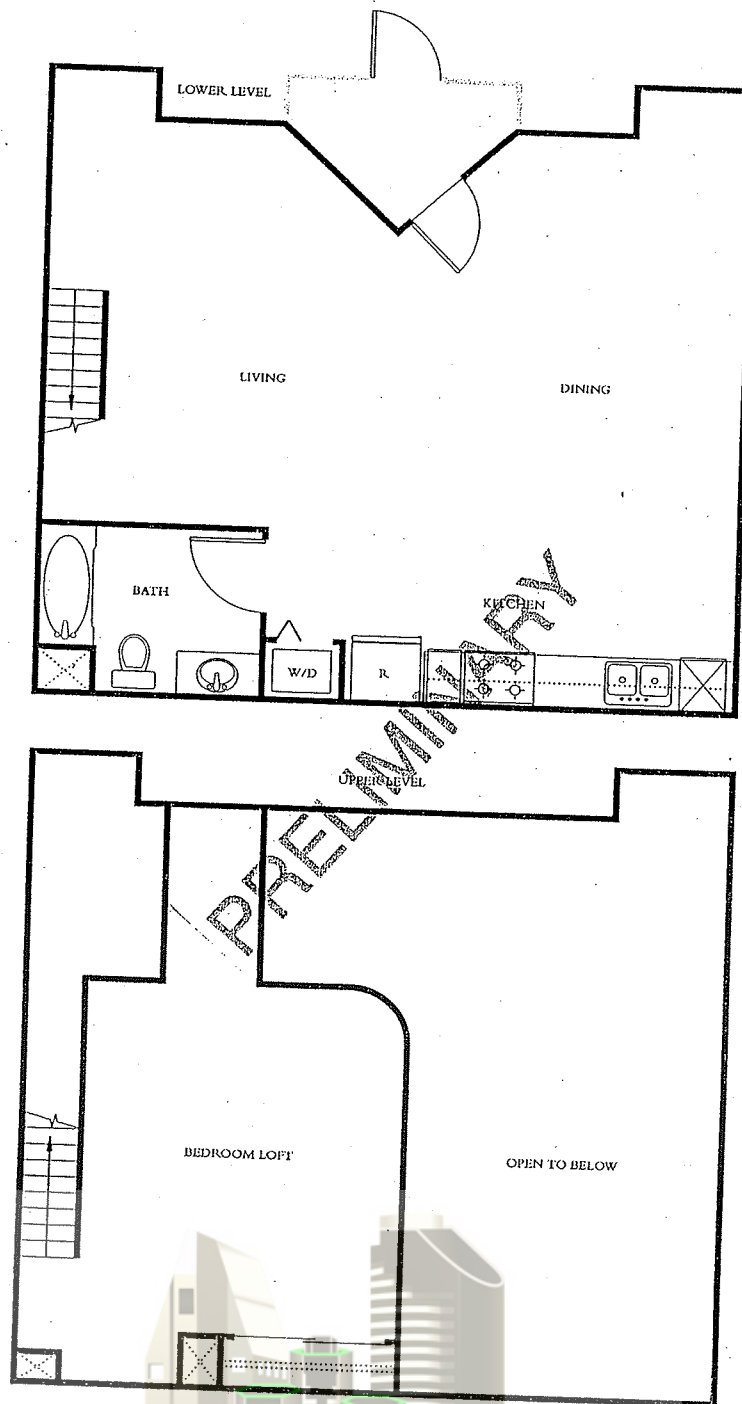 LOWER LEVEL
LIVING
DINING
BATH
KITCHEN
W/D
R
UPPER LEVEL
PRELIMINARY
BEDROOM LOFT
OPEN TO BELOW